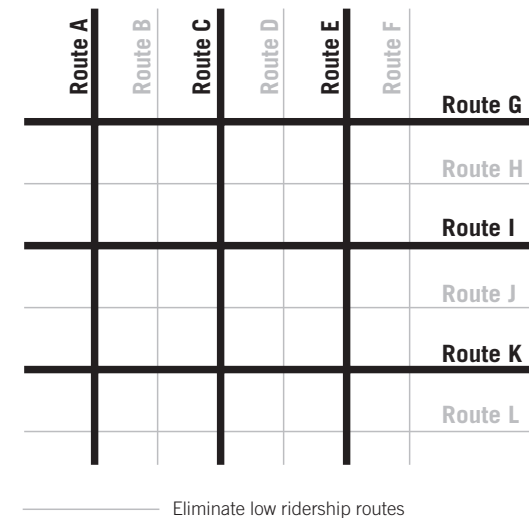 Route A
Route B
Route C
Route D
Route E
Route F
Route G
Route H
Route I
Route J
Route K
Route L
Eliminate low ridership routes